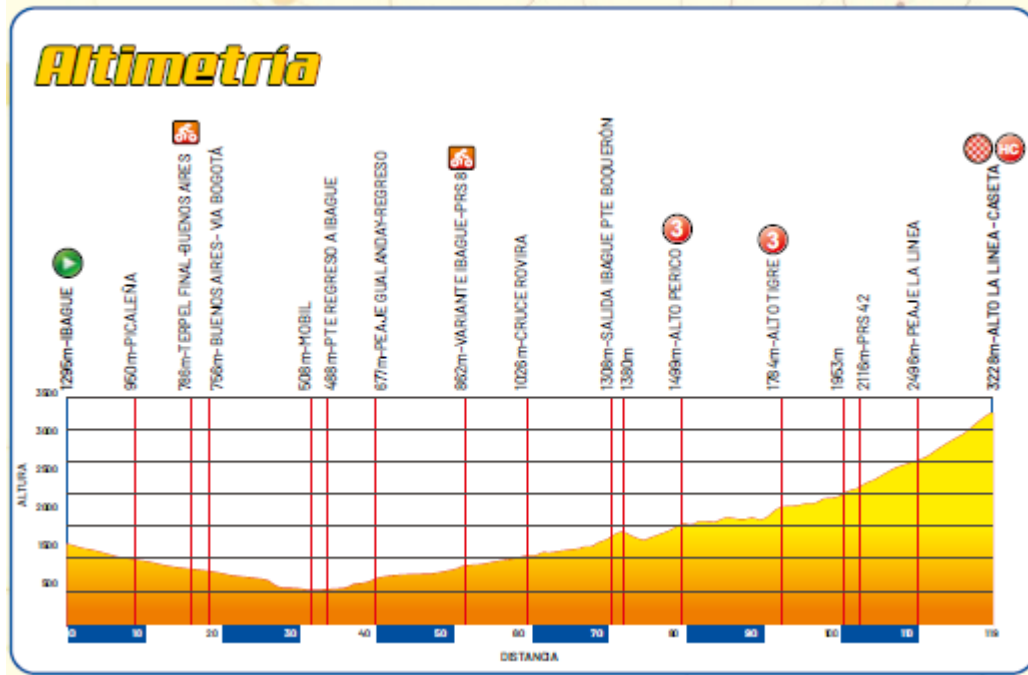 Altimetría
1295m-IBAGUE
950m-PICALEÑA
786m-TERPEL FINAL-BUENOS AIRES
756m-BUENOS AIRES- VIA BOGOTÁ
508m-MOBIL
488m-PTE REGRESO A IBAGUE
677m-PEAJE GUALANDAY-REGRESO
862m-VARIANTE IBAGUE-PRS 8
1026m-CRUCE ROVIRA
1308m-SALIDA IBAGUE PTE BOQUERÓN
1380m
1499m-ALTO PERICO
3
1784m-ALTO TIGRE
3
1953m
2116m-PRS 42
2496m-PEAJE LA LINEA
3228m-ALTO LA LINEA-CASETA
HC
ALTURA
3500
3000
2500
2000
1500
500
0 10 20 30 40 50 60 70 80 90 100 110 119
DISTANCIA